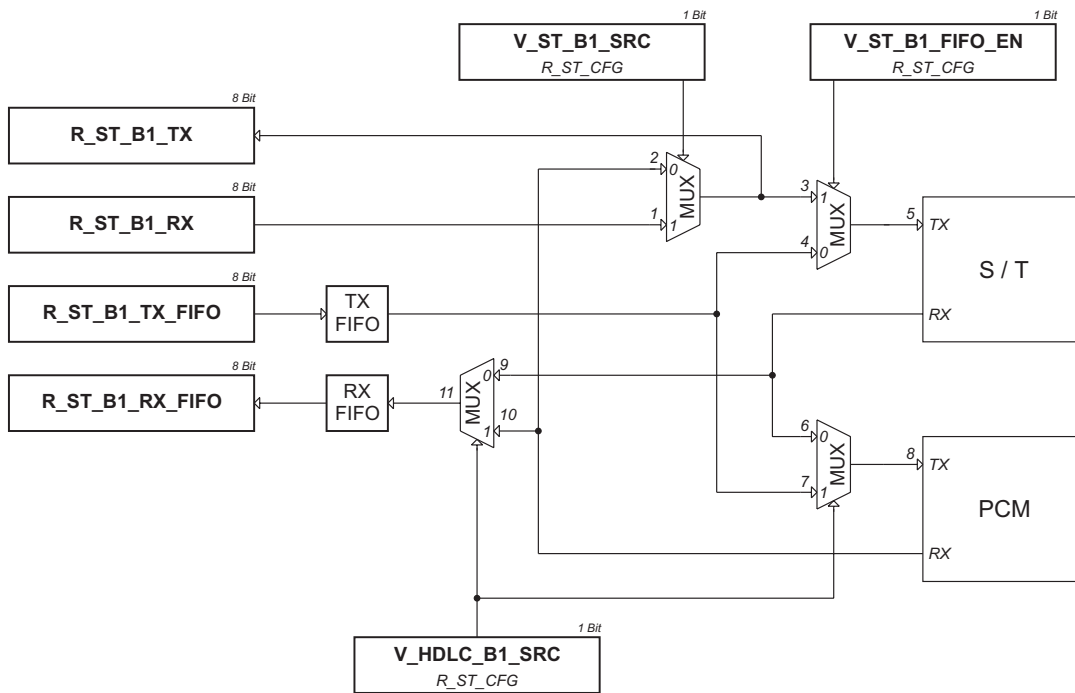 1 Bit
V_ST_B1_SRC
R_ST_CFG
1 Bit
V_ST_B1_FIFO_EN
R_ST_CFG
8 Bit
R_ST_B1_TX
8 Bit
R_ST_B1_RX
2
0
1
1
MUX
3
1
4
0
MUX
5
TX
S / T
RX
8 Bit
R_ST_B1_TX_FIFO
TX
FIFO
8 Bit
R_ST_B1_RX_FIFO
RX
FIFO
11
MUX
0
9
1
10
6
0
7
1
MUX
8
TX
PCM
RX
1 Bit
V_HDLC_B1_SRC
R_ST_CFG